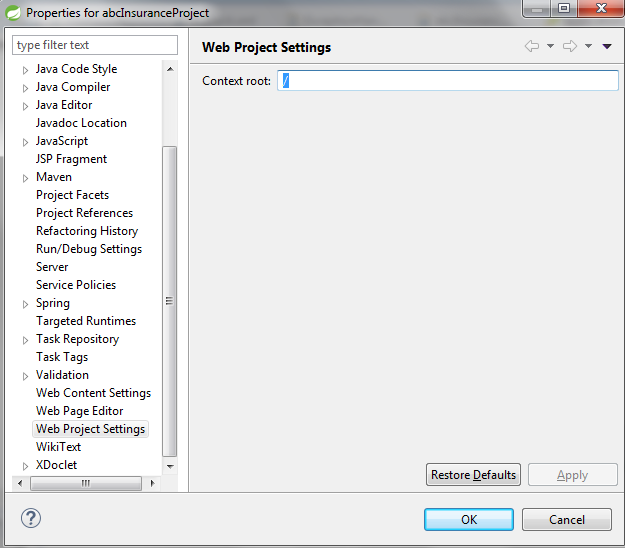 Properties for abcInsuranceProject
type filter text
Java Code Style
Java Compiler
Java Editor
Javadoc Location
JavaScript
JSP Fragment
Maven
Project Facets
Project References
Refactoring History
Run/Debug Settings
Server
Service Policies
Spring
Targeted Runtimes
Task Repository
Task Tags
Validation
Web Content Settings
Web Page Editor
Web Project Settings
WikiText
XDoclet
Web Project Settings
Context root: /
Restore Defaults Apply
? OK Cancel